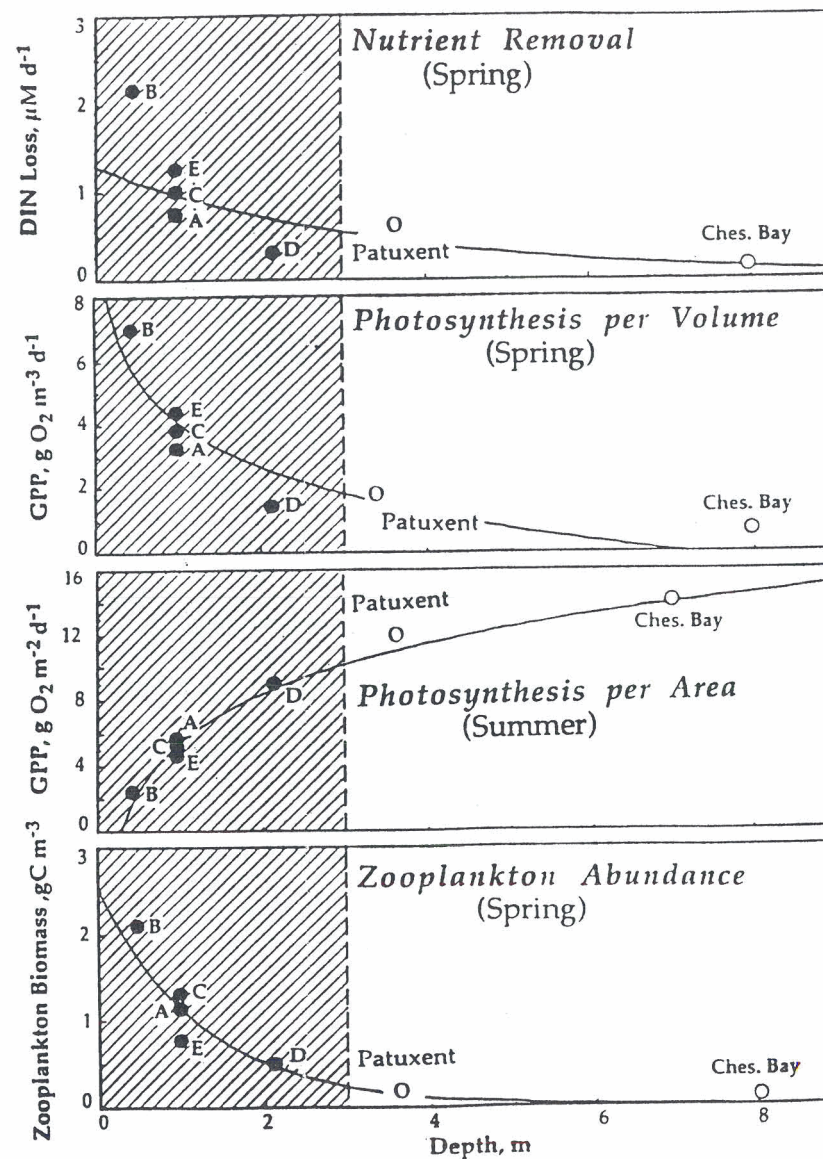 3
2
1
0
DIN Loss, μM d⁻¹
Nutrient Removal
(Spring)
B
E
C
A
D
O
Patuxent
Ches. Bay
8
6
4
2
0
GPP, g O₂ m⁻³ d⁻¹
Photosynthesis per Volume
(Spring)
B
E
C
A
D
O
Patuxent
Ches. Bay
16
12
8
4
0
GPP, g O₂ m⁻² d⁻¹
Patuxent
O
Ches. Bay
Photosynthesis per Area
(Summer)
D
A
C
E
B
3
2
1
0
Zooplankton Biomass ,gC m⁻³
Zooplankton Abundance
(Spring)
B
C
A
E
D
Patuxent
O
Ches. Bay
0 2 4 6 8
Depth, m